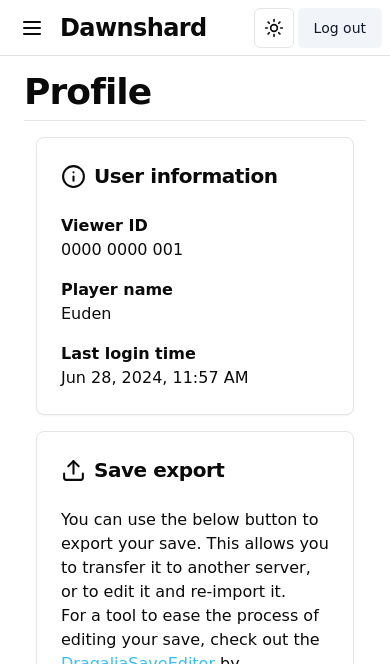 Dawnshard
Log out
Profile
User information
Viewer ID
0000 0000 001
Player name
Euden
Last login time
Jun 28, 2024, 11:57 AM
Save export
You can use the below button to
export your save. This allows you
to transfer it to another server,
or to edit it and re-import it.
For a tool to ease the process of
editing your save, check out the
DragaliaSaveEditor by